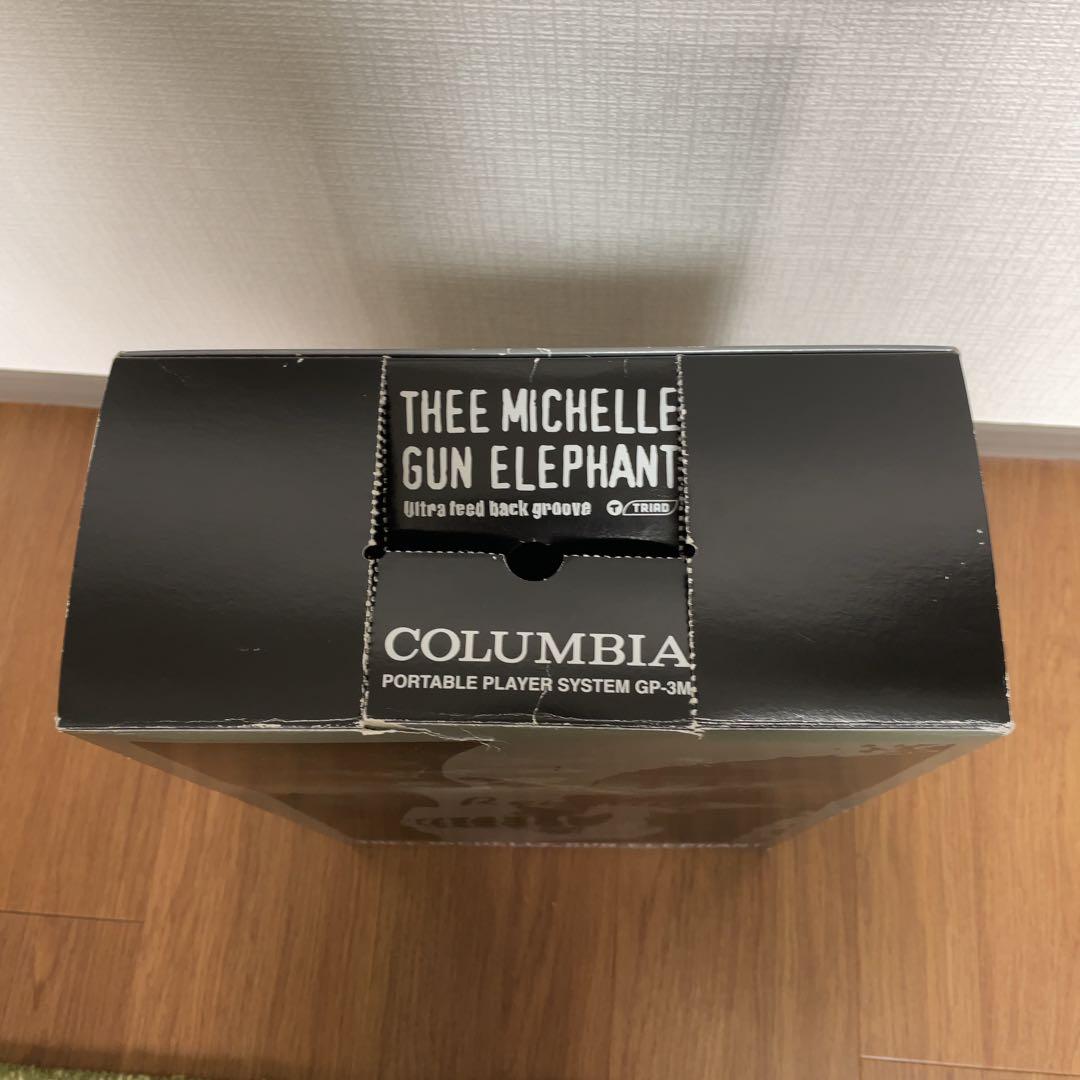 THEE MICHELLE
GUN ELEPHANT
Ultra feed back groove T TRIAD
COLUMBIA
PORTABLE PLAYER SYSTEM GP-3M